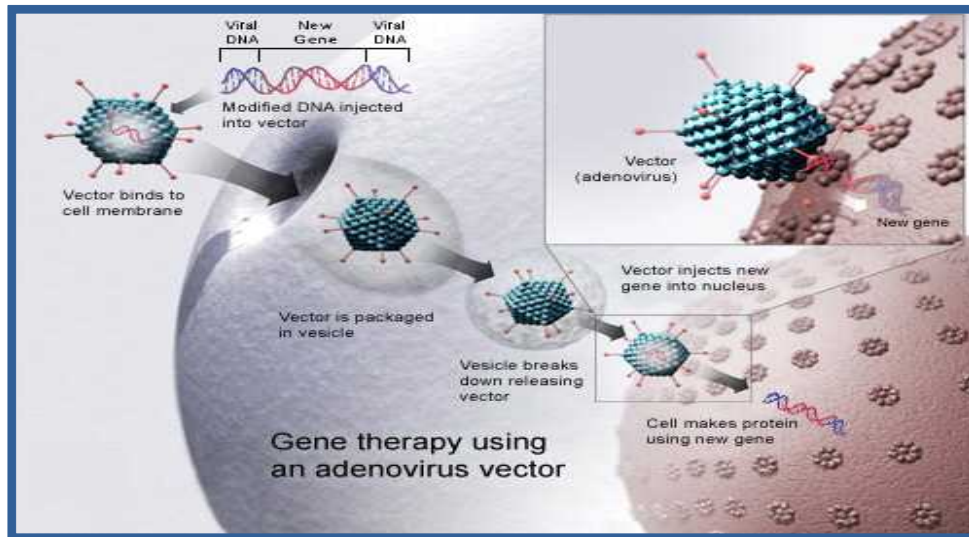 Viral
DNA
New
Gene
Viral
DNA
Modified DNA injected
into vector
Vector binds to
cell membrane
Vector is packaged
in vesicle
Vesicle breaks
down releasing
vector
Vector injects new
gene into nucleus
Cell makes protein
using new gene
Vector
(adenovirus)
New gene
Gene therapy using
an adenovirus vector